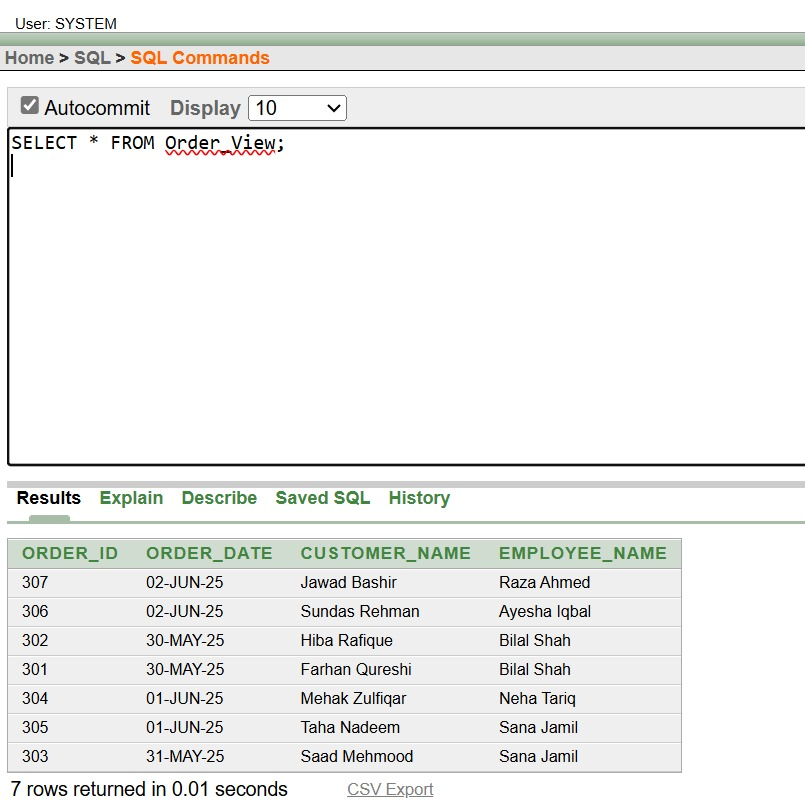 User: SYSTEM
Home > SQL > SQL Commands
Autocommit Display 10
SELECT * FROM Order_View;
Results Explain Describe Saved SQL History
ORDER_ID ORDER_DATE CUSTOMER_NAME EMPLOYEE_NAME
307 02-JUN-25 Jawad Bashir Raza Ahmed
306 02-JUN-25 Sundas Rehman Ayesha Iqbal
302 30-MAY-25 Hiba Rafique Bilal Shah
301 30-MAY-25 Farhan Qureshi Bilal Shah
304 01-JUN-25 Mehak Zulfiqar Neha Tariq
305 01-JUN-25 Taha Nadeem Sana Jamil
303 31-MAY-25 Saad Mehmood Sana Jamil
7 rows returned in 0.01 seconds CSV Export